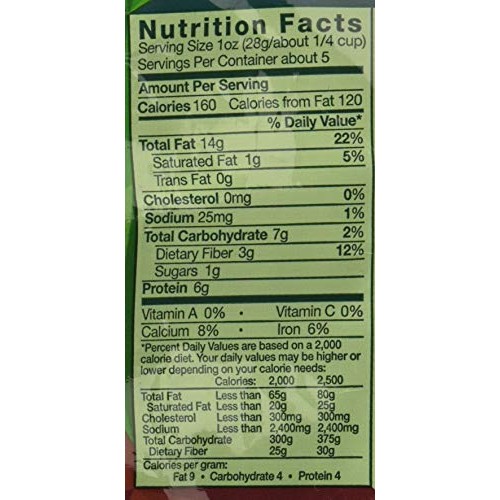 Nutrition Facts
Serving Size 1oz (28g/about 1/4 cup)
Servings Per Container about 5
Amount Per Serving
Calories 160 Calories from Fat 120
% Daily Value*
Total Fat 14g 22%
Saturated Fat 1g 5%
Trans Fat 0g
Cholesterol 0mg 0%
Sodium 25mg 1%
Total Carbohydrate 7g 2%
Dietary Fiber 3g 12%
Sugars 1g
Protein 6g
Vitamin A 0% • Vitamin C 0%
Calcium 8% • Iron 6%
*Percent Daily Values are based on a 2,000
calorie diet. Your daily values may be higher or
lower depending on your calorie needs:
Calories: 2,000 2,500
Total Fat Less than 65g 80g
Saturated Fat Less than 20g 25g
Cholesterol Less than 300mg 300mg
Sodium Less than 2,400mg 2,400mg
Total Carbohydrate 300g 375g
Dietary Fiber 25g 30g
Calories per gram:
Fat 9 • Carbohydrate 4 • Protein 4